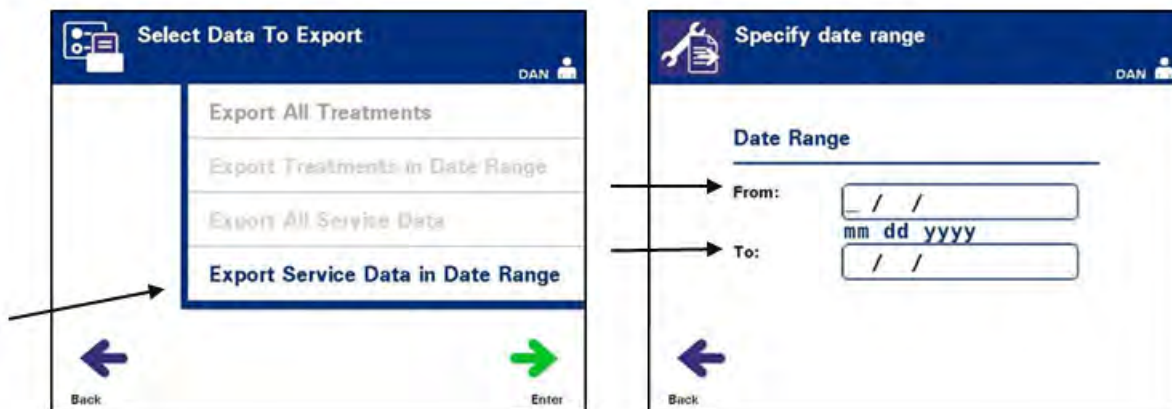 Select Data To Export
DAN
Export All Treatments
Export Treatments in Date Range
Export All Service Data
Export Service Data in Date Range
Back
Enter
Specify date range
DAN
Date Range
From:
_ / /
mm dd yyyy
To:
/ /
Back